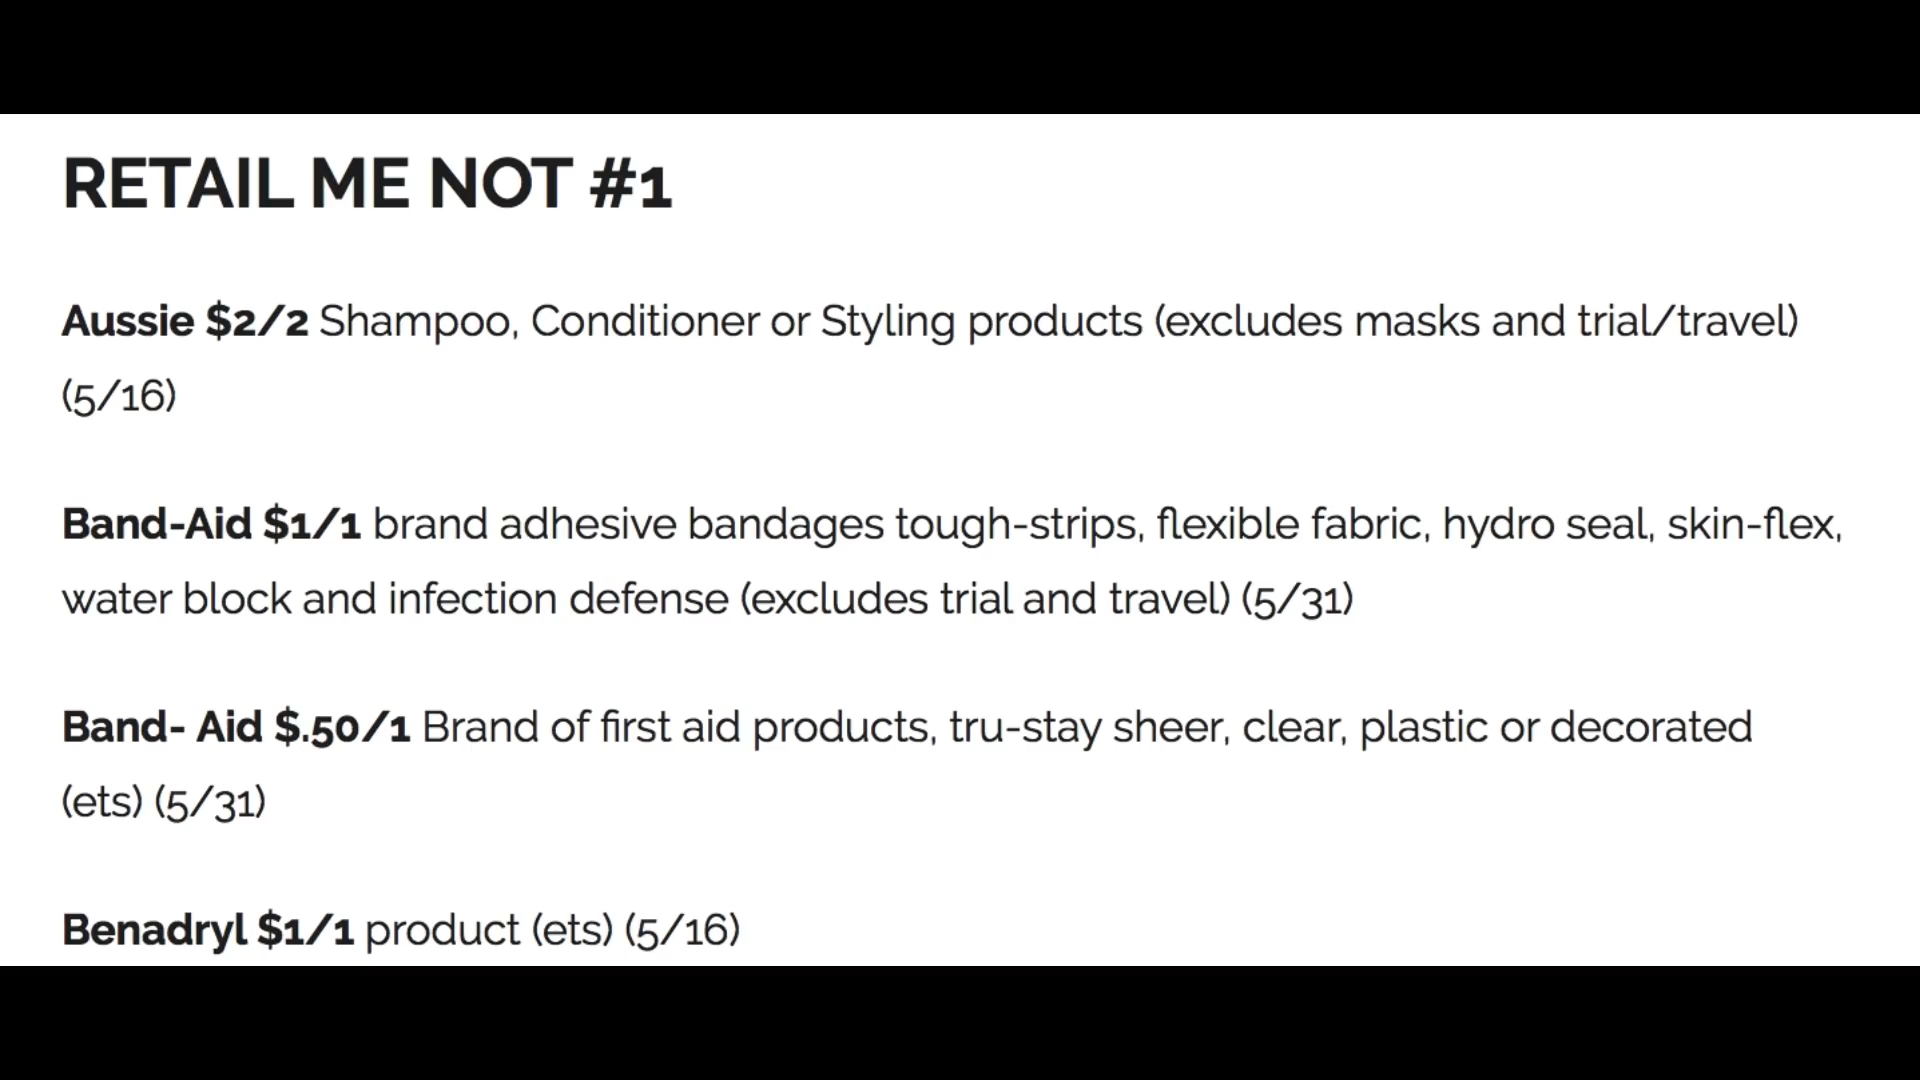 RETAIL ME NOT #1
Aussie $2/2 Shampoo, Conditioner or Styling products (excludes masks and trial/travel)
(5/16)
Band-Aid $1/1 brand adhesive bandages tough-strips, flexible fabric, hydro seal, skin-flex,
water block and infection defense (excludes trial and travel) (5/31)
Band- Aid $.50/1 Brand of first aid products, tru-stay sheer, clear, plastic or decorated
(ets) (5/31)
Benadryl $1/1 product (ets) (5/16)